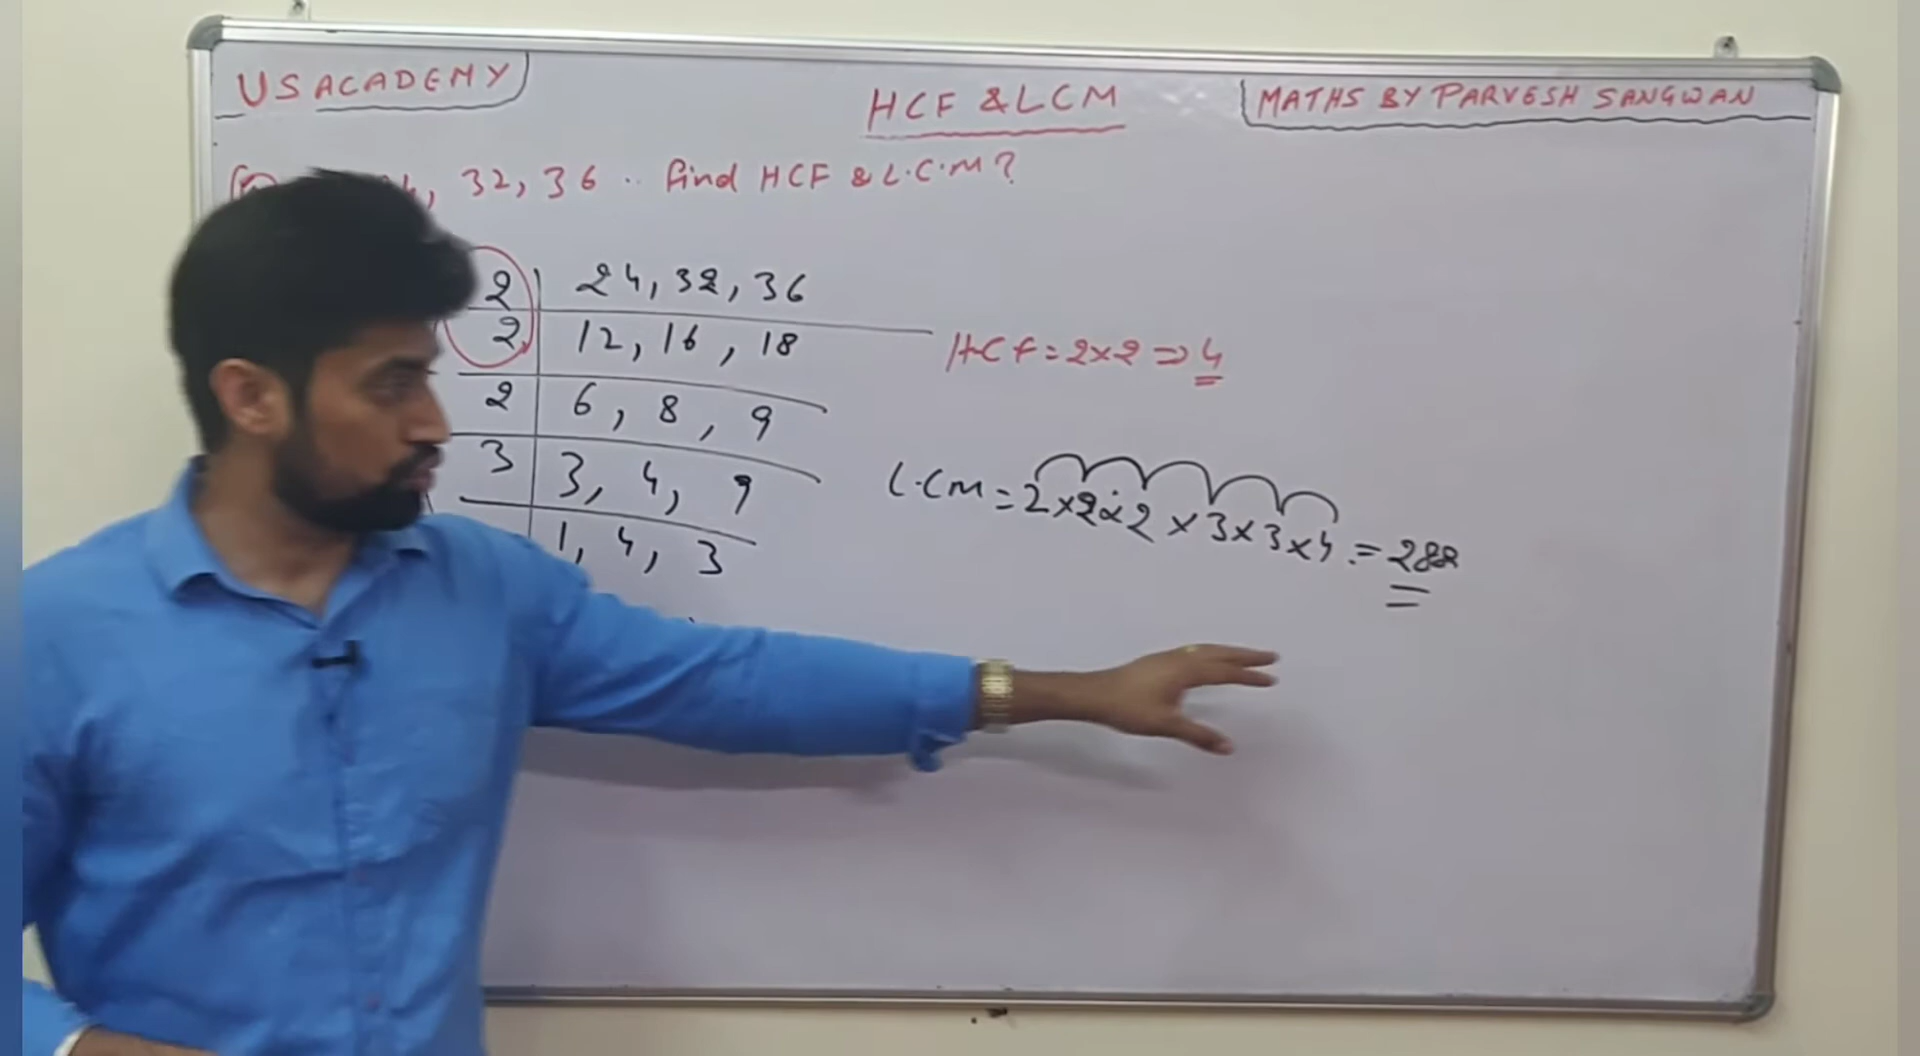 US ACADEMY
HCF & LCM
MATHS BY PARVESH SANGWAN
, 32, 36 .. find HCF & L.C.M?
2 | 24, 32, 36
2 | 12, 16, 18
2 | 6, 8, 9
3 | 3, 4, 9
1, 4, 3
HCF = 2×2 ⇒ 4
L.CM = 2×2×2×3×3×4 = 288